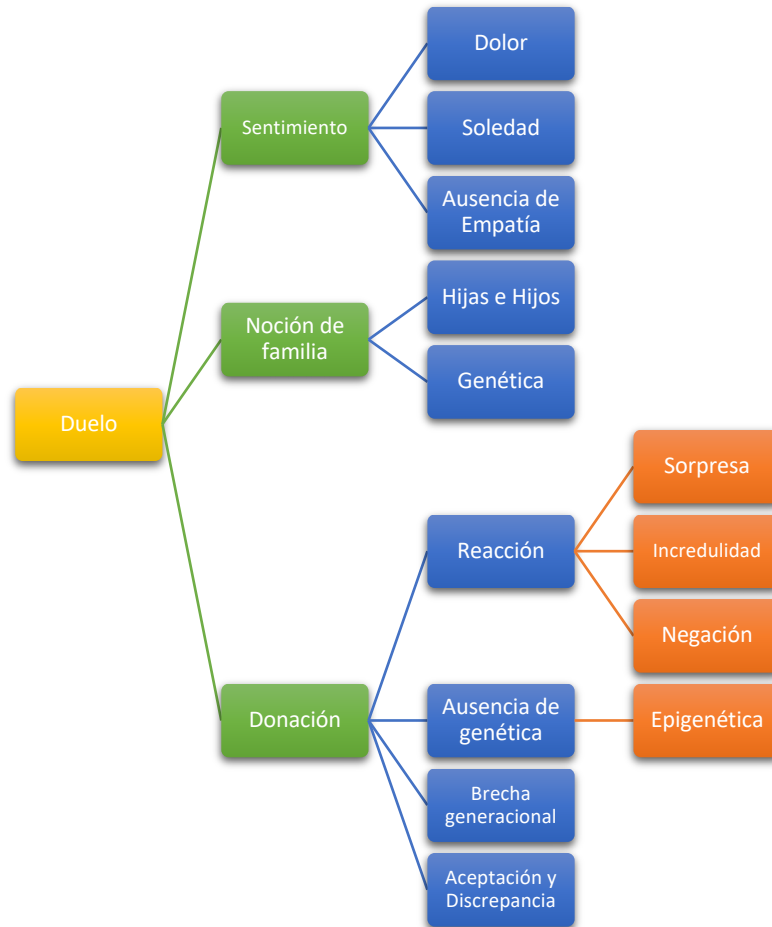 Duelo
Sentimiento
Dolor
Soledad
Ausencia de
Empatía
Noción de
familia
Hijas e Hijos
Genética
Donación
Reacción
Sorpresa
Incredulidad
Negación
Ausencia de
genética
Epigenética
Brecha
generacional
Aceptación y
Discrepancia